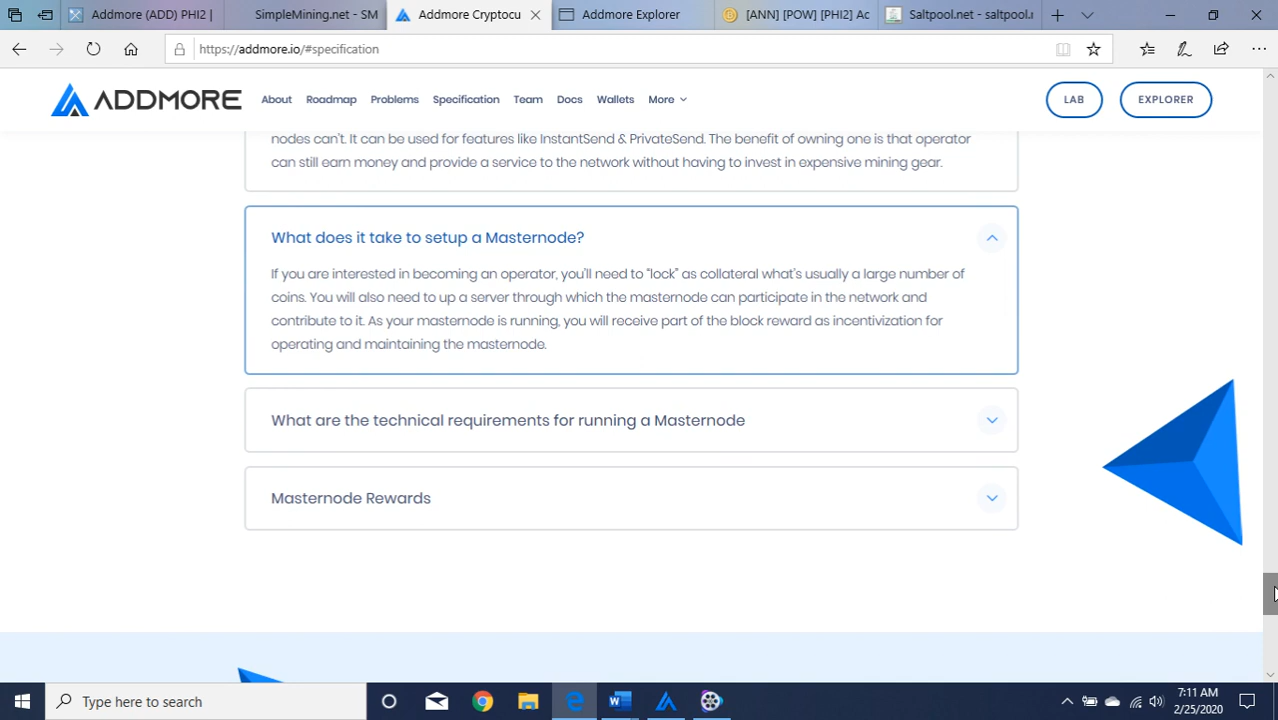 Addmore (ADD) PHI2 |
SimpleMining.net - SM
Addmore Cryptocu
Addmore Explorer
[ANN] [POW] [PHI2] Ac
Saltpool.net - saltpool.r
https://addmore.io/#specification
ADDMORE
About
Roadmap
Problems
Specification
Team
Docs
Wallets
More
LAB
EXPLORER
nodes can't. It can be used for features like InstantSend & PrivateSend. The benefit of owning one is that operator
can still earn money and provide a service to the network without having to invest in expensive mining gear.
What does it take to setup a Masternode?
If you are interested in becoming an operator, you'll need to “lock” as collateral what's usually a large number of
coins. You will also need to up a server through which the masternode can participate in the network and
contribute to it. As your masternode is running, you will receive part of the block reward as incentivization for
operating and maintaining the masternode.
What are the technical requirements for running a Masternode
Masternode Rewards
Type here to search
7:11 AM
2/25/2020